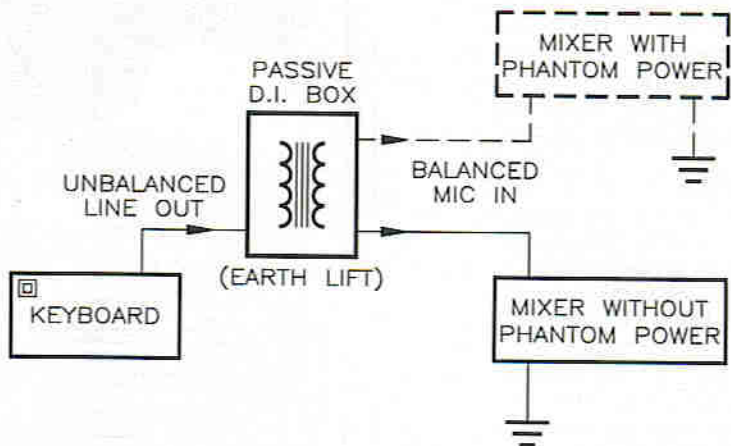 MIXER WITH
PHANTOM POWER
PASSIVE
D.I. BOX
BALANCED
MIC IN
UNBALANCED
LINE OUT
(EARTH LIFT)
KEYBOARD
MIXER WITHOUT
PHANTOM POWER